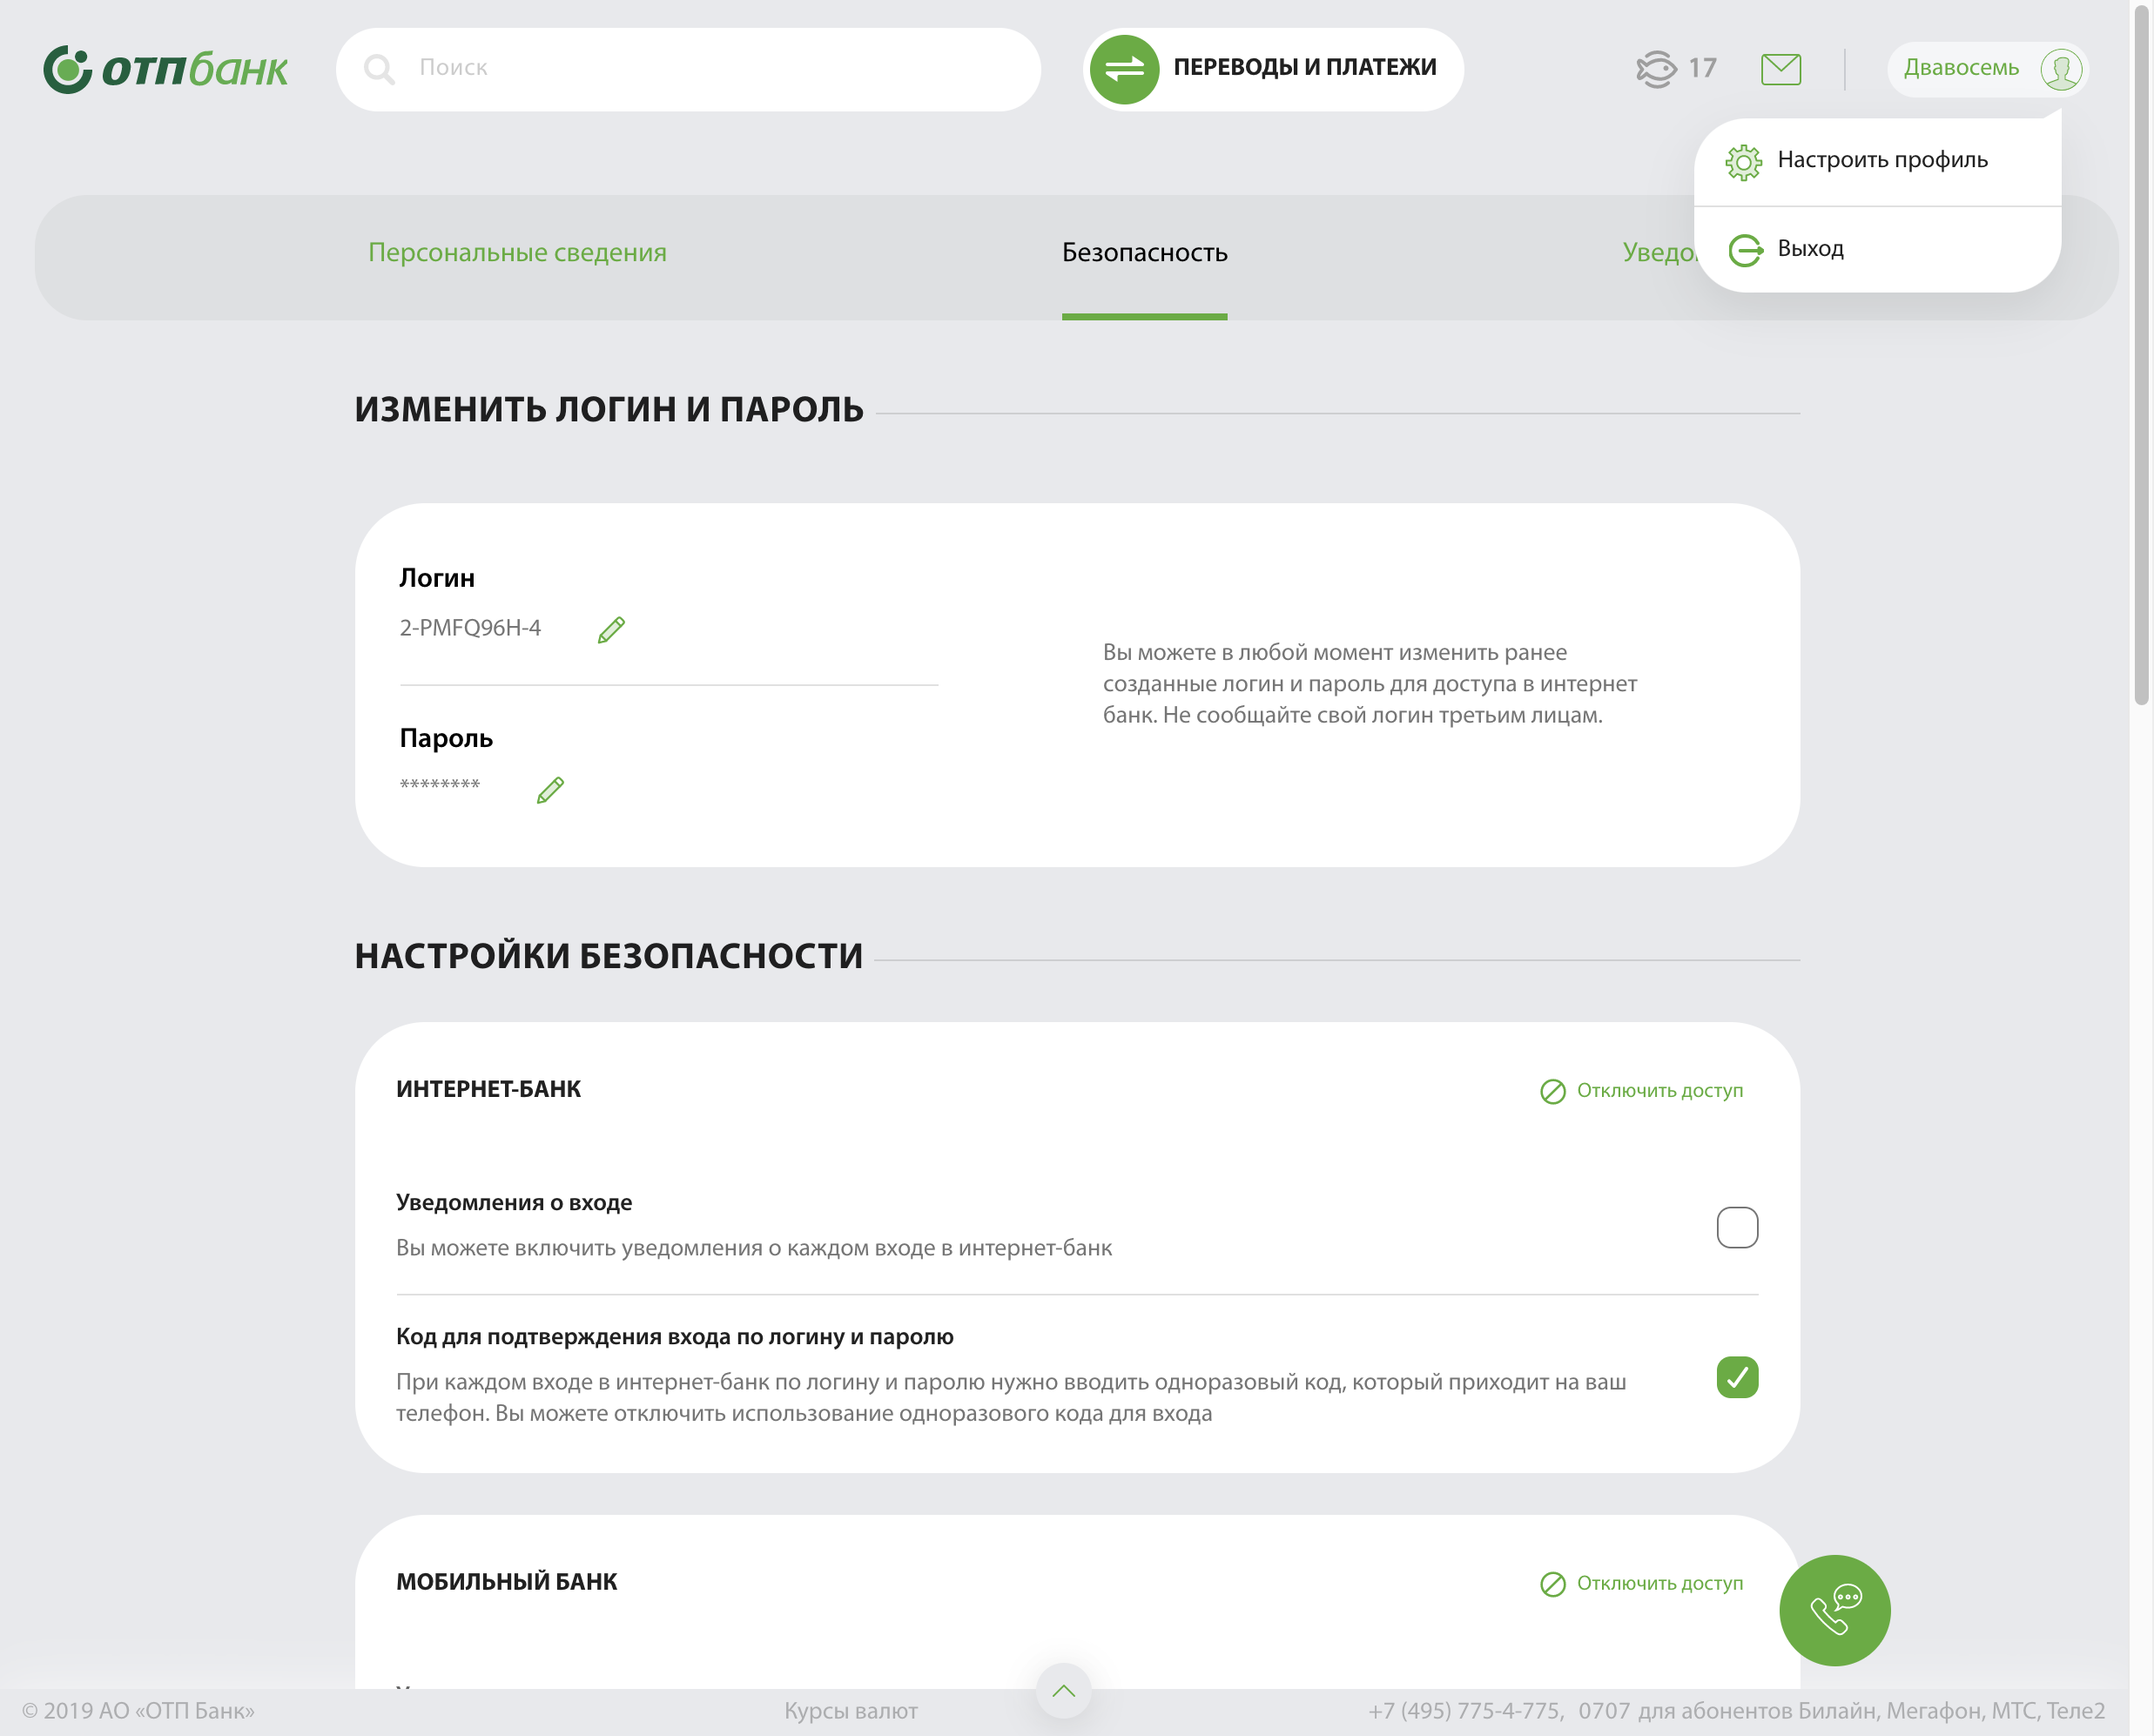 отпбанк
Поиск
ПЕРЕВОДЫ И ПЛАТЕЖИ
17
Двавосемь
Настроить профиль
Выход
Персональные сведения
Безопасность
ИЗМЕНИТЬ ЛОГИН И ПАРОЛЬ
Логин
2-PMFQ96H-4
Пароль
********
Вы можете в любой момент изменить ранее
созданные логин и пароль для доступа в интернет
банк. Не сообщайте свой логин третьим лицам.
НАСТРОЙКИ БЕЗОПАСНОСТИ
ИНТЕРНЕТ-БАНК
Отключить доступ
Уведомления о входе
Вы можете включить уведомления о каждом входе в интернет-банк
Код для подтверждения входа по логину и паролю
При каждом входе в интернет-банк по логину и паролю нужно вводить одноразовый код, который приходит на ваш
телефон. Вы можете отключить использование одноразового кода для входа
МОБИЛЬНЫЙ БАНК
Отключить доступ
© 2019 АО «ОТП Банк»
Курсы валют
+7 (495) 775-4-775, 0707 для абонентов Билайн, Мегафон, МТС, Теле2